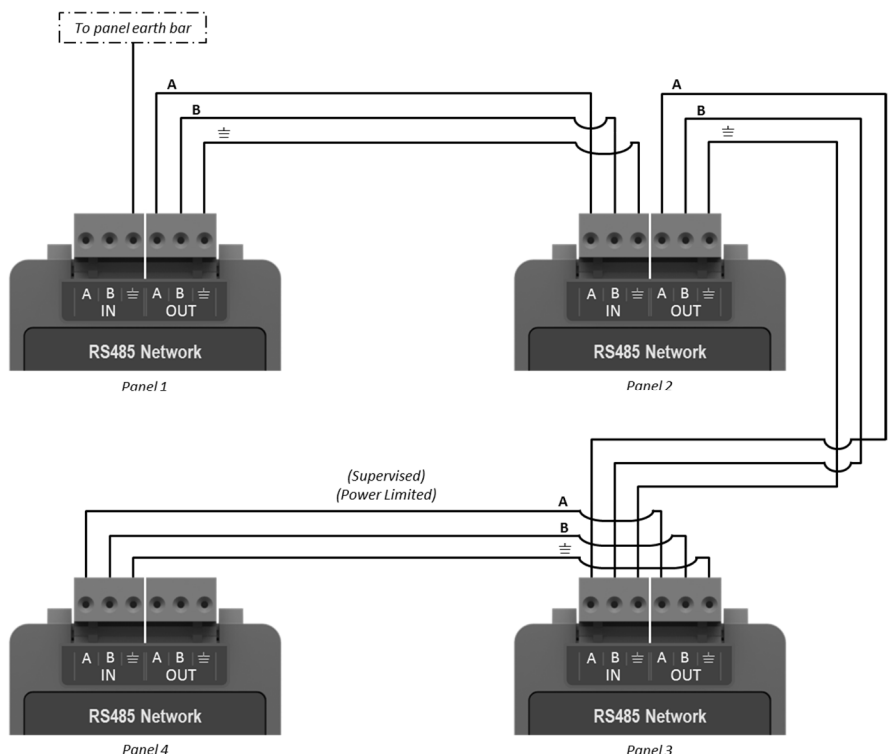 To panel earth bar
A
B
A
B
A B A B
IN OUT
RS485 Network
Panel 1
A B A B
IN OUT
RS485 Network
Panel 2
(Supervised)
(Power Limited)
A
B
A B A B
IN OUT
RS485 Network
Panel 4
A B A B
IN OUT
RS485 Network
Panel 3